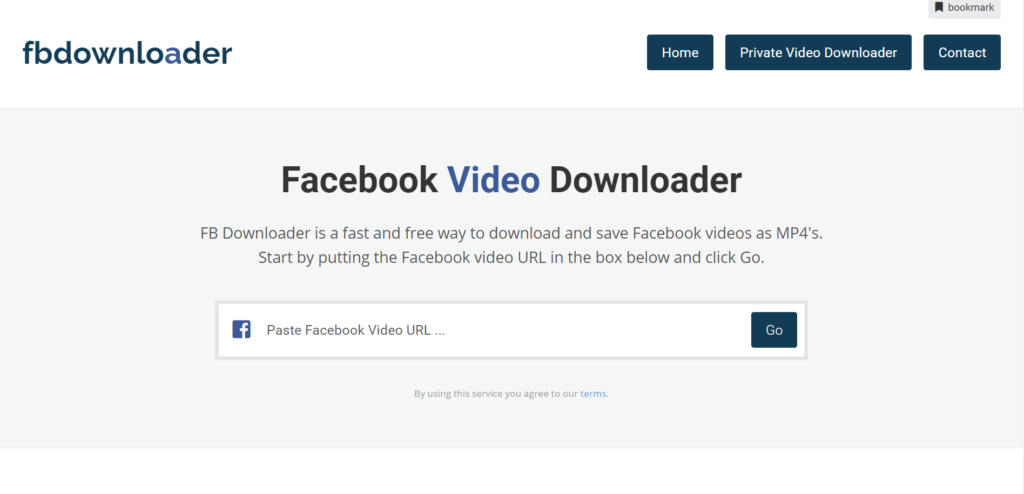 bookmark
fbdownloader
Home
Private Video Downloader
Contact
Facebook Video Downloader
FB Downloader is a fast and free way to download and save Facebook videos as MP4's.
Start by putting the Facebook video URL in the box below and click Go.
Paste Facebook Video URL ...
Go
By using this service you agree to our terms.